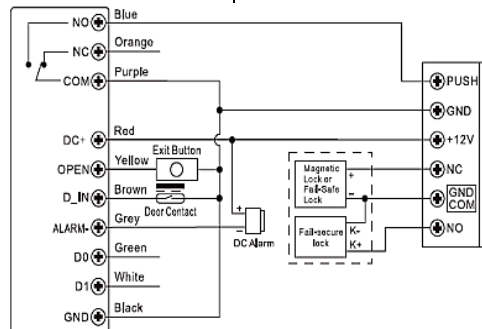 NO Blue
NC Orange
COM Purple
DC+ Red
OPEN Yellow
Exit Button
D_IN Brown
Door Contact
ALARM- Grey
D0 Green
D1 White
GND Black
+
-
DC Alarm
Magnetic
Lock or
Fail-Safe
Lock
+
-
Fail-secure
lock
K-
K+
PUSH
GND
+12V
NC
GND
COM
NO